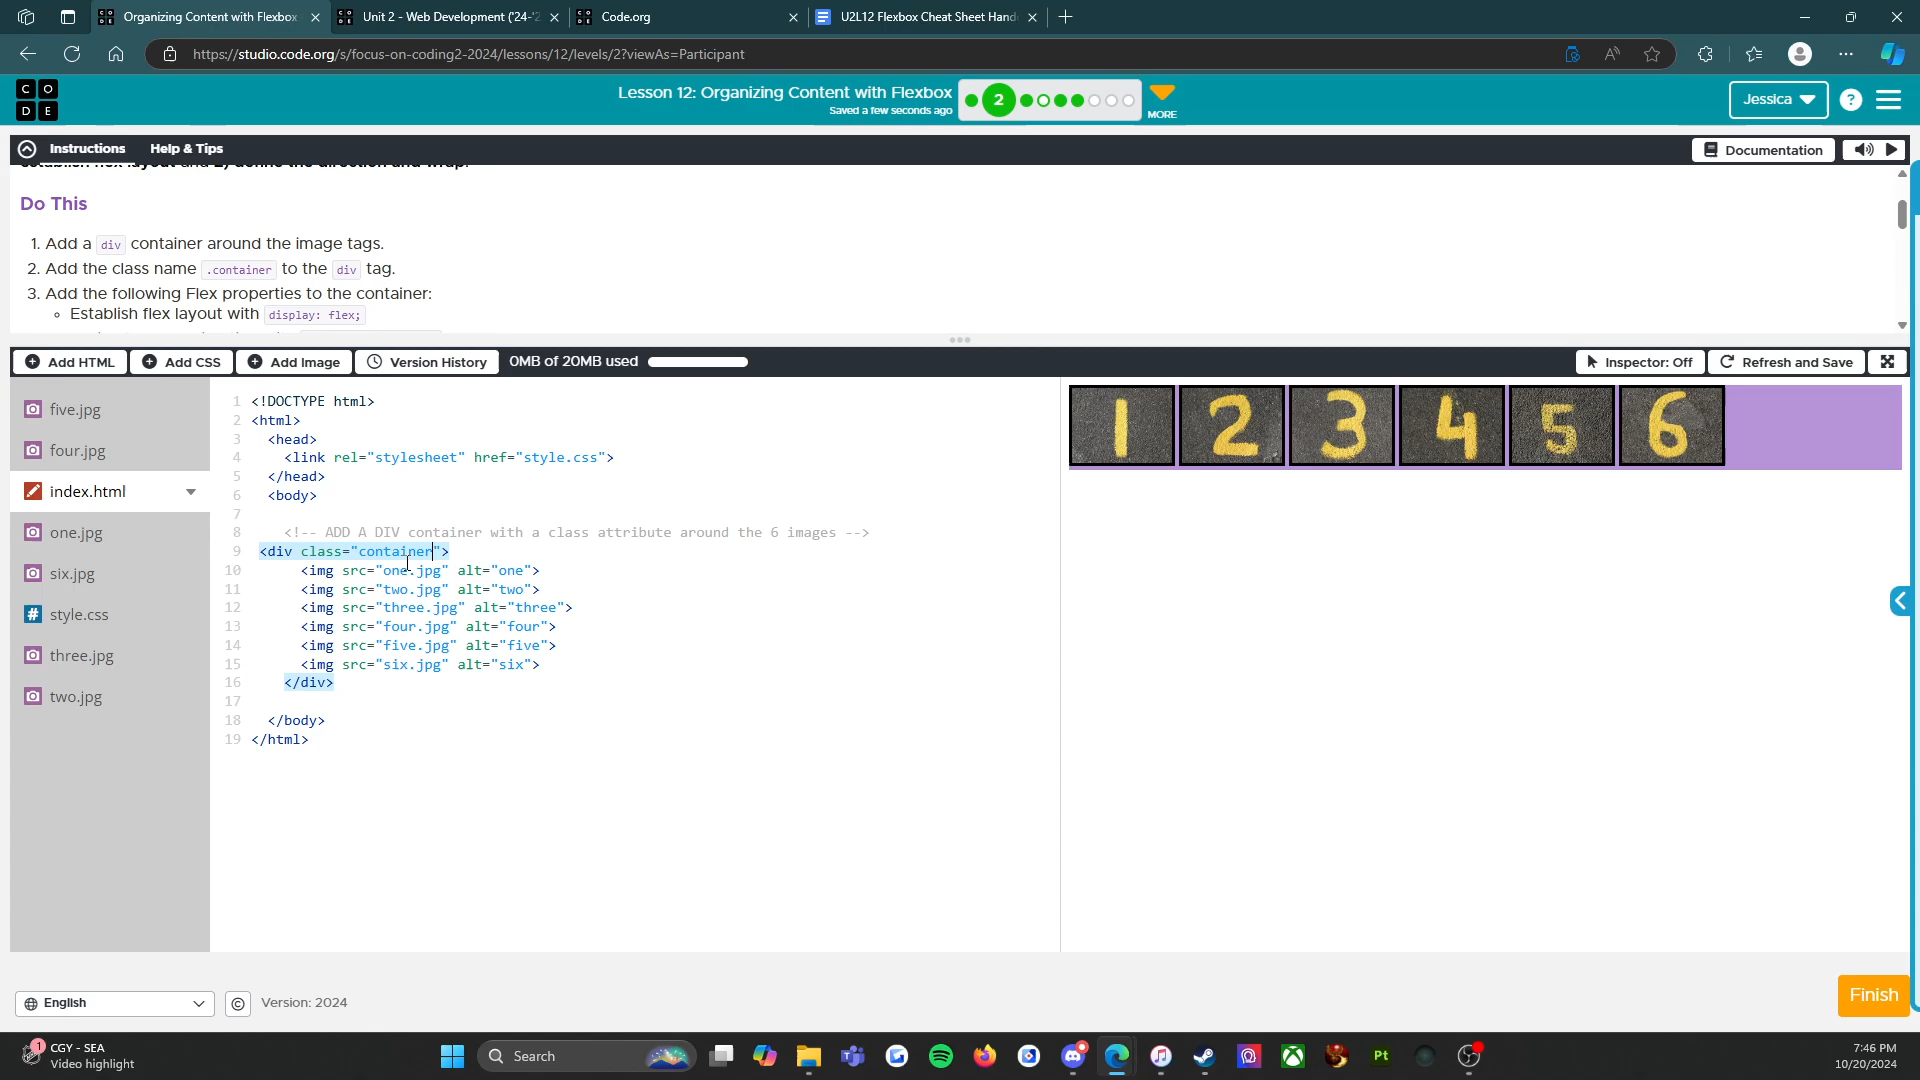 Organizing Content with Flexbox
Unit 2 - Web Development ('24-'2
Code.org
U2L12 Flexbox Cheat Sheet Hand
https://studio.code.org/s/focus-on-coding2-2024/lessons/12/levels/2?viewAs=Participant
C O
D E
Lesson 12: Organizing Content with Flexbox
Saved a few seconds ago
2
MORE
Jessica
?
Instructions
Help & Tips
Documentation
Do This
1. Add a div container around the image tags.
2. Add the class name .container to the div tag.
3. Add the following Flex properties to the container:
Establish flex layout with display: flex;
Add HTML
Add CSS
Add Image
Version History
0MB of 20MB used
Inspector: Off
Refresh and Save
five.jpg
four.jpg
index.html
one.jpg
six.jpg
style.css
three.jpg
two.jpg
1 <!DOCTYPE html>
2 <html>
3 <head>
4 <link rel="stylesheet" href="style.css">
5 </head>
6 <body>
7
8 <!-- ADD A DIV container with a class attribute around the 6 images -->
9 <div class="container">
10 <img src="one.jpg" alt="one">
11 <img src="two.jpg" alt="two">
12 <img src="three.jpg" alt="three">
13 <img src="four.jpg" alt="four">
14 <img src="five.jpg" alt="five">
15 <img src="six.jpg" alt="six">
16 </div>
17
18 </body>
19 </html>
1 2 3 4 5 6
English
©
Version: 2024
Finish
1
CGY - SEA
Video highlight
Search
Pt
7:46 PM
10/20/2024